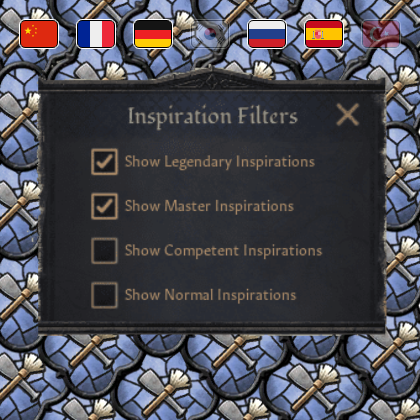 Inspiration Filters
Show Legendary Inspirations
Show Master Inspirations
Show Competent Inspirations
Show Normal Inspirations